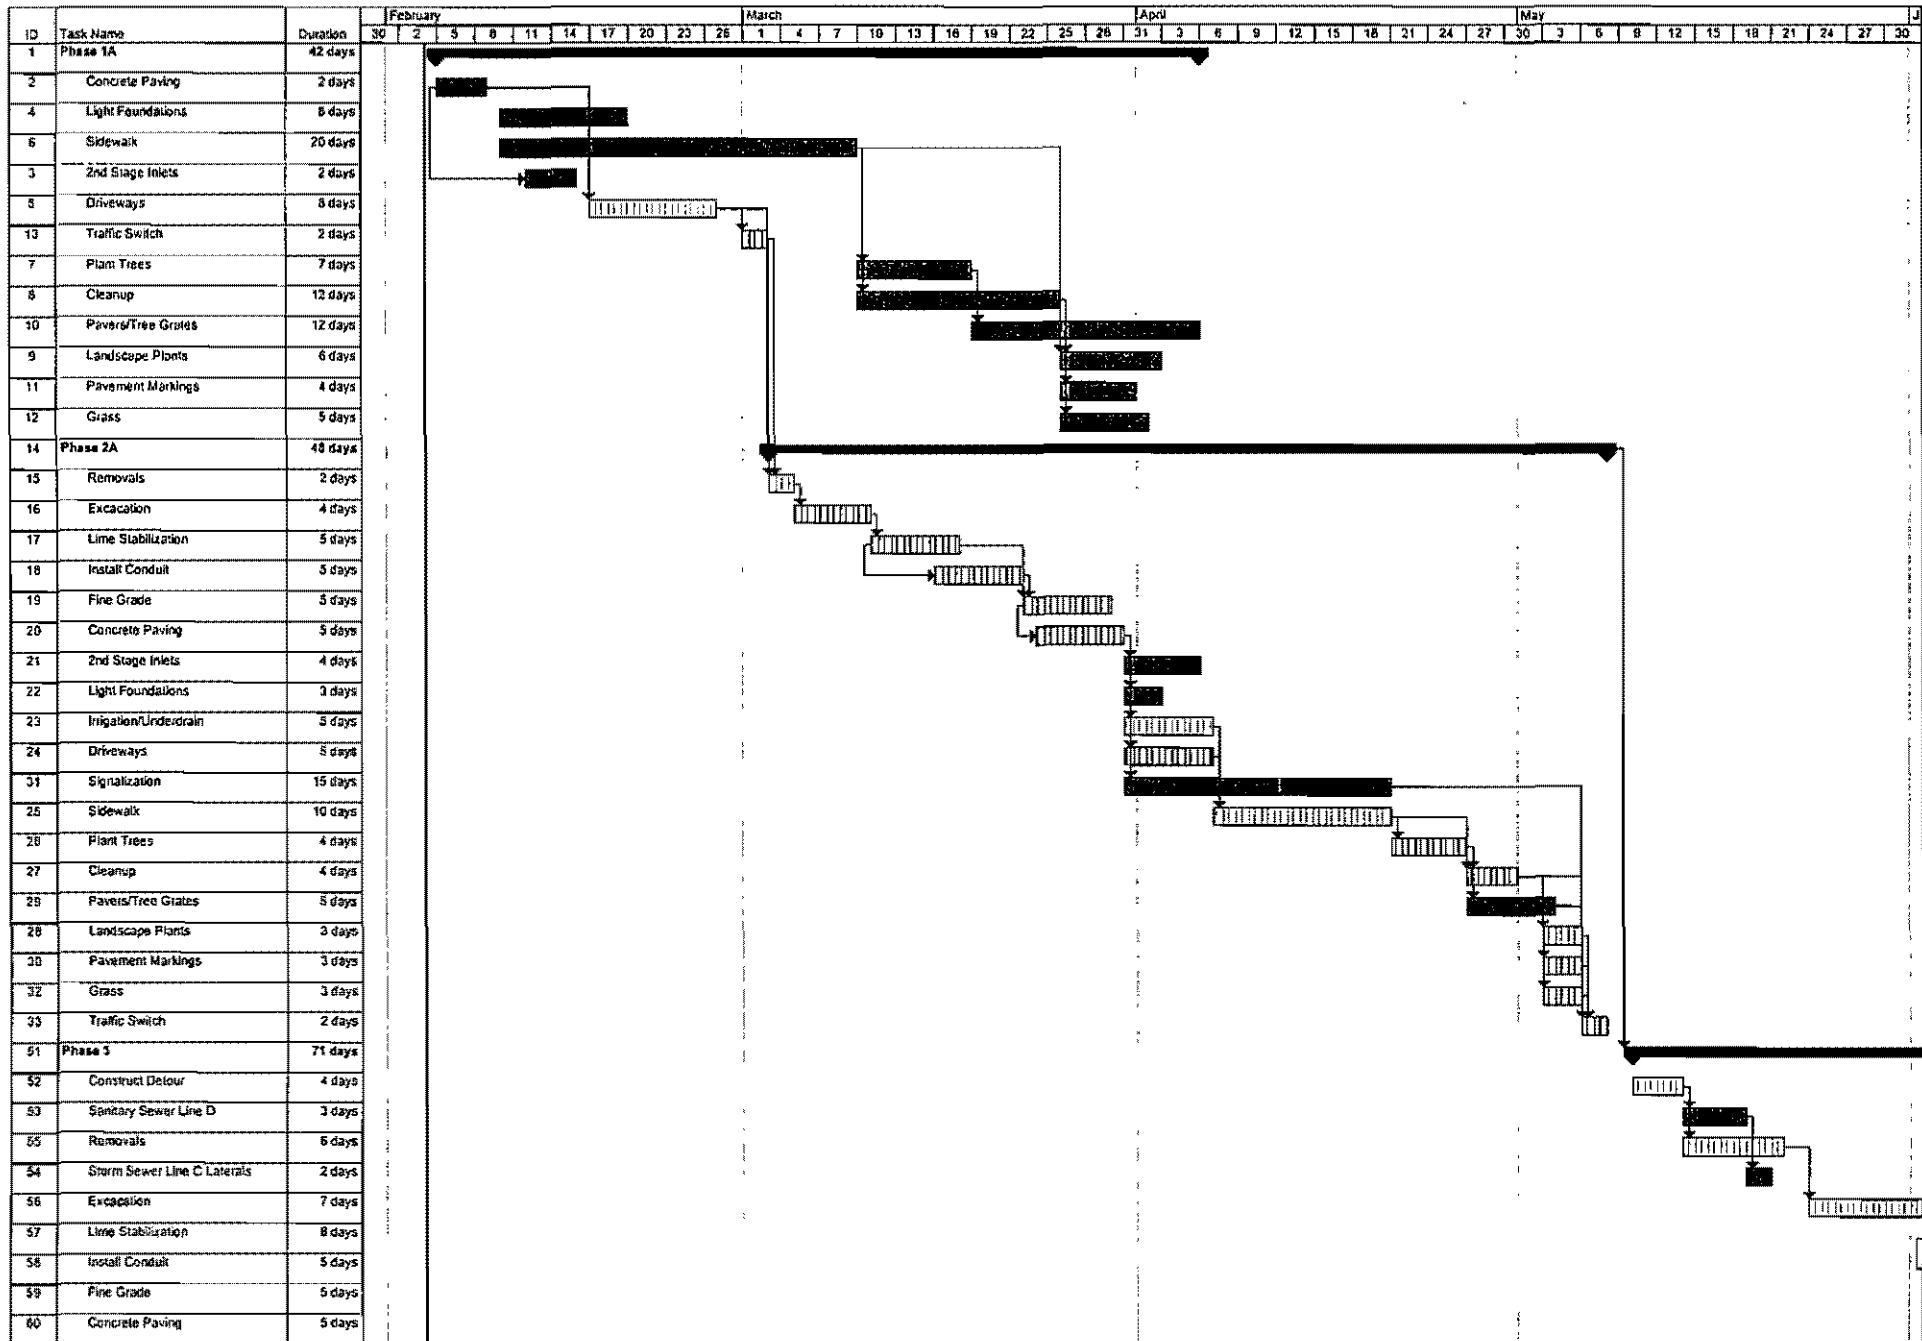 February March April May J
ID Task Name Duration 30 2 5 8 11 14 17 20 23 26 1 4 7 10 13 16 19 22 25 28 31 3 6 9 12 15 18 21 24 27 30 3 6 9 12 15 18 21 24 27 30
1 Phase 1A 42 days
2 Concrete Paving 2 days
4 Light Foundations 8 days
6 Sidewalk 20 days
3 2nd Stage Inlets 2 days
5 Driveways 8 days
13 Traffic Switch 2 days
7 Plant Trees 7 days
8 Cleanup 12 days
10 Pavers/Tree Grates 12 days
9 Landscape Plants 6 days
11 Pavement Markings 4 days
12 Grass 5 days
14 Phase 2A 48 days
15 Removals 2 days
16 Excacation 4 days
17 Lime Stabilization 5 days
18 Install Conduit 5 days
19 Fine Grade 5 days
20 Concrete Paving 5 days
21 2nd Stage Inlets 4 days
22 Light Foundations 3 days
23 Irrigation/Underdrain 5 days
24 Driveways 5 days
31 Signalization 15 days
25 Sidewalk 10 days
26 Plant Trees 4 days
27 Cleanup 4 days
29 Pavers/Tree Grates 5 days
28 Landscape Plants 3 days
30 Pavement Markings 3 days
32 Grass 3 days
33 Traffic Switch 2 days
51 Phase 3 71 days
52 Construct Detour 4 days
53 Sanitary Sewer Line D 3 days
55 Removals 6 days
54 Storm Sewer Line C Laterals 2 days
56 Excacation 7 days
57 Lime Stabilization 8 days
58 Install Conduit 5 days
59 Fine Grade 5 days
60 Concrete Paving 5 days